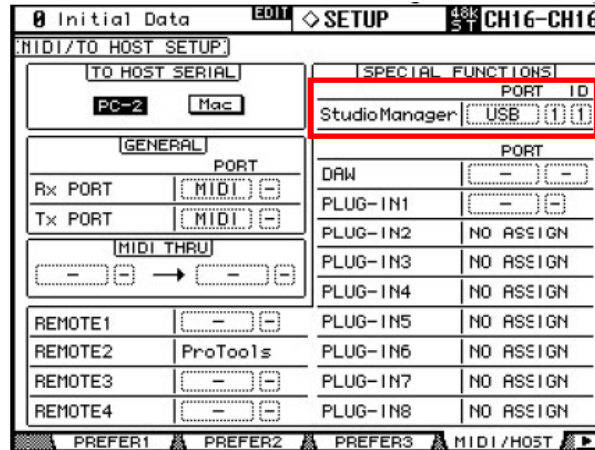 0 Initial Data EDIT ◇SETUP 48K ST CH16-CH16
MIDI/TO HOST SETUP
TO HOST SERIAL
PC-2 Mac
SPECIAL FUNCTIONS
PORT ID
StudioManager USB 1 1
GENERAL
PORT
Rx PORT MIDI -
Tx PORT MIDI -
MIDI THRU
- - → - -
PORT
DAW - -
PLUG-IN1 - -
PLUG-IN2 NO ASSIGN
PLUG-IN3 NO ASSIGN
PLUG-IN4 NO ASSIGN
REMOTE1 - -
REMOTE2 ProTools
REMOTE3 - -
REMOTE4 - -
PLUG-IN5 NO ASSIGN
PLUG-IN6 NO ASSIGN
PLUG-IN7 NO ASSIGN
PLUG-IN8 NO ASSIGN
PREFER1 PREFER2 PREFER3 MIDI/HOST